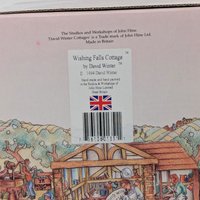 The Studios and Workshops of John Hine.
'David Winter Cottages' is a Trade mark of John Hine Ltd.
Made in Britain
Wishing Falls Cottage™
by David Winter
© 1994 David Winter
Hand made and hand painted
in the Studios & Workshops of
John Hine Limited
Great Britain